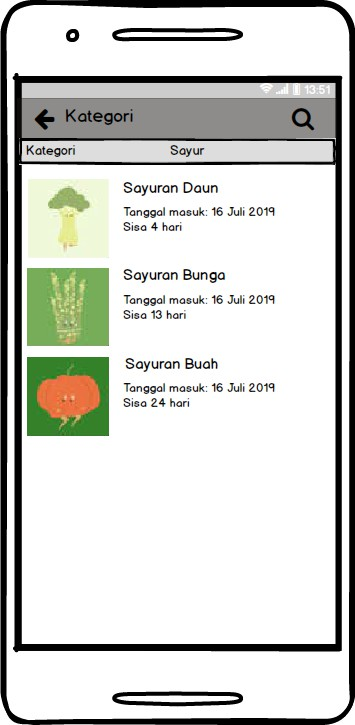 13:51
Kategori
Kategori Sayur
Sayuran Daun
Tanggal masuk: 16 Juli 2019
Sisa 4 hari
Sayuran Bunga
Tanggal masuk: 16 Juli 2019
Sisa 13 hari
Sayuran Buah
Tanggal masuk: 16 Juli 2019
Sisa 24 hari